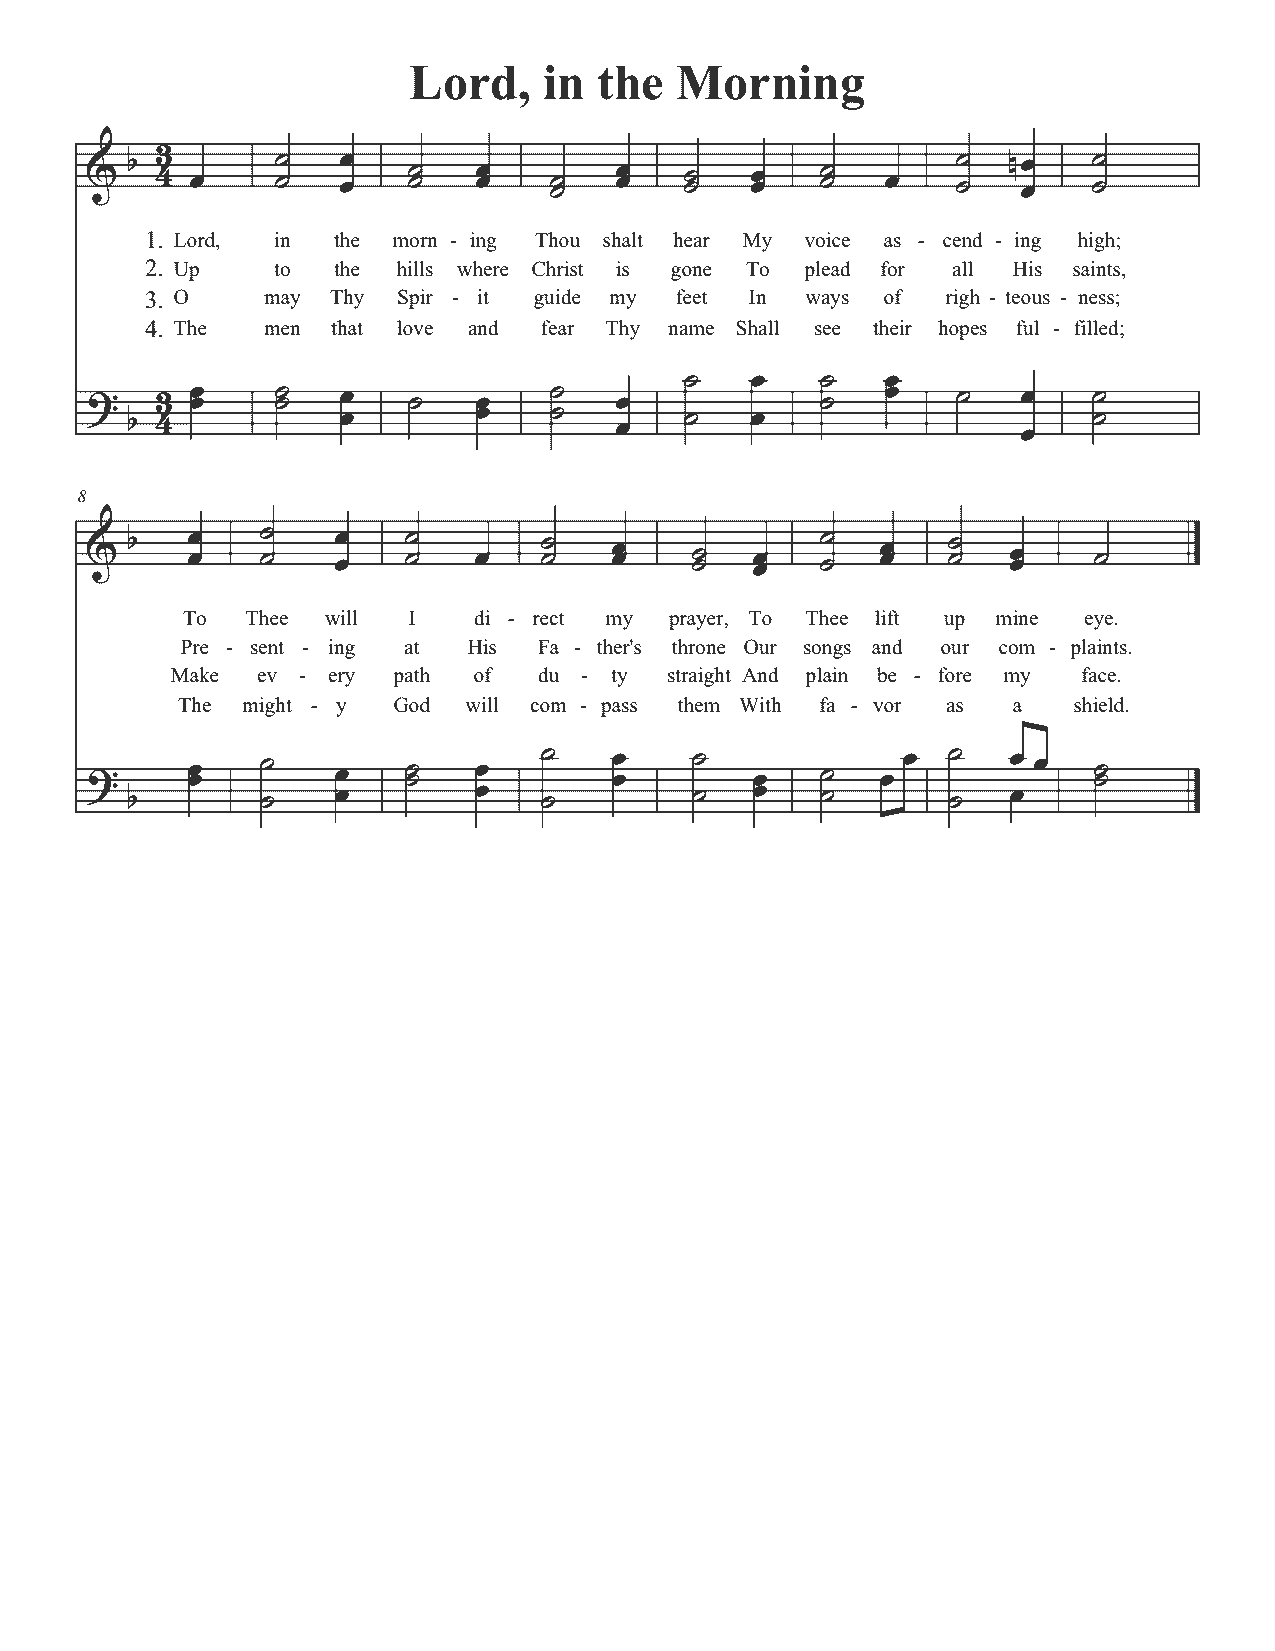 Lord, in the Morning
3
4
1. Lord, in the morn - ing Thou shalt hear My voice as - cend - ing high;
2. Up to the hills where Christ is gone To plead for all His saints,
3. O may Thy Spir - it guide my feet In ways of righ - teous - ness;
4. The men that love and fear Thy name Shall see their hopes ful - filled;
3
4
8
To Thee will I di - rect my prayer, To Thee lift up mine eye.
Pre - sent - ing at His Fa - ther's throne Our songs and our com - plaints.
Make ev - ery path of du - ty straight And plain be - fore my face.
The might - y God will com - pass them With fa - vor as a shield.